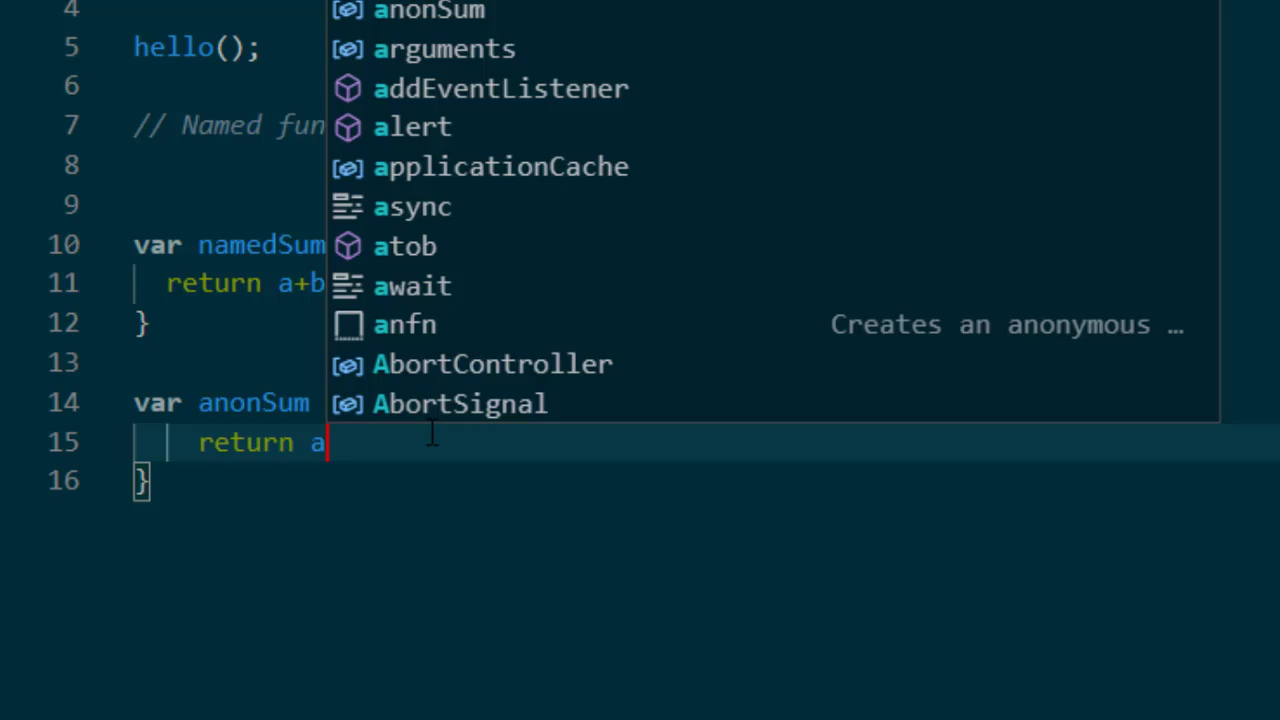 4 anonSum
5 hello(); arguments
6 addEventListener
7 // Named fun alert
8 applicationCache
9 async
10 var namedSum atob
11 return a+b await
12 } anfn Creates an anonymous …
13 AbortController
14 var anonSum AbortSignal
15 return a
16 }